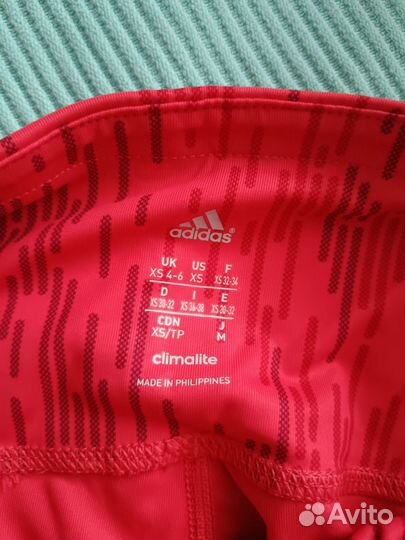 adidas®
UK US F
XS 4-6 XS XS 32-34
D I E
XS 30-32 XS 36-38 XS 30-32
CDN J
XS/TP M
climalite
MADE IN PHILIPPINES
Avito